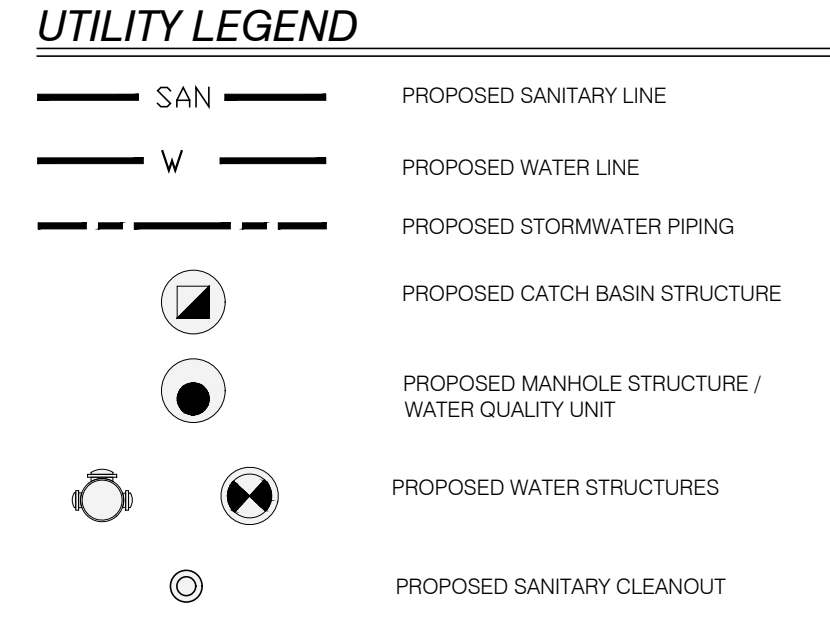 UTILITY LEGEND
SAN PROPOSED SANITARY LINE
W PROPOSED WATER LINE
PROPOSED STORMWATER PIPING
PROPOSED CATCH BASIN STRUCTURE
PROPOSED MANHOLE STRUCTURE /
WATER QUALITY UNIT
PROPOSED WATER STRUCTURES
PROPOSED SANITARY CLEANOUT